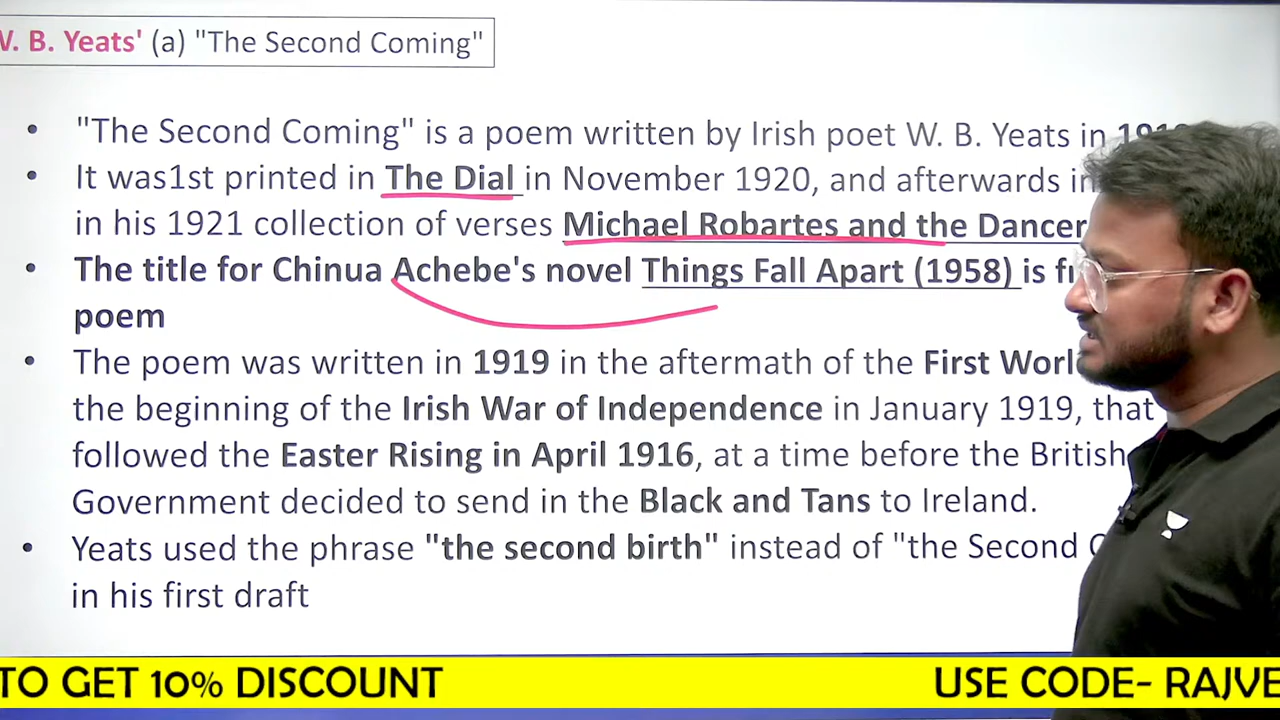 W. B. Yeats' (a) "The Second Coming"
• "The Second Coming" is a poem written by Irish poet W. B. Yeats in
• It was1st printed in The Dial in November 1920, and afterwards
in his 1921 collection of verses Michael Robartes and the Dancer
• The title for Chinua Achebe's novel Things Fall Apart (1958) is
poem
• The poem was written in 1919 in the aftermath of the First
the beginning of the Irish War of Independence in January 1919, that
followed the Easter Rising in April 1916, at a time before the British
Government decided to send in the Black and Tans to Ireland.
• Yeats used the phrase "the second birth" instead of "the Second
in his first draft
TO GET 10% DISCOUNT USE CODE- RAJVE